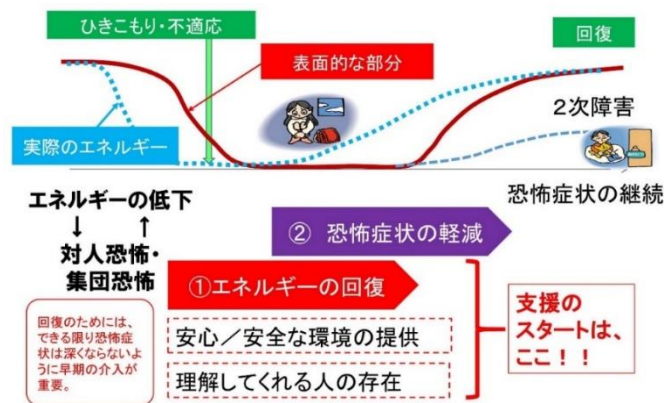 ひきこもり・不適応
回復
表面的な部分
2次障害
実際のエネルギー
恐怖症状の継続
エネルギーの低下
↓ ↑
対人恐怖・
集団恐怖
② 恐怖症状の軽減
①エネルギーの回復
回復のためには、
できる限り恐怖症
状は深くならないよ
うに早期の介入が
重要。
安心／安全な環境の提供
理解してくれる人の存在
支援の
スタートは、
ここ！！